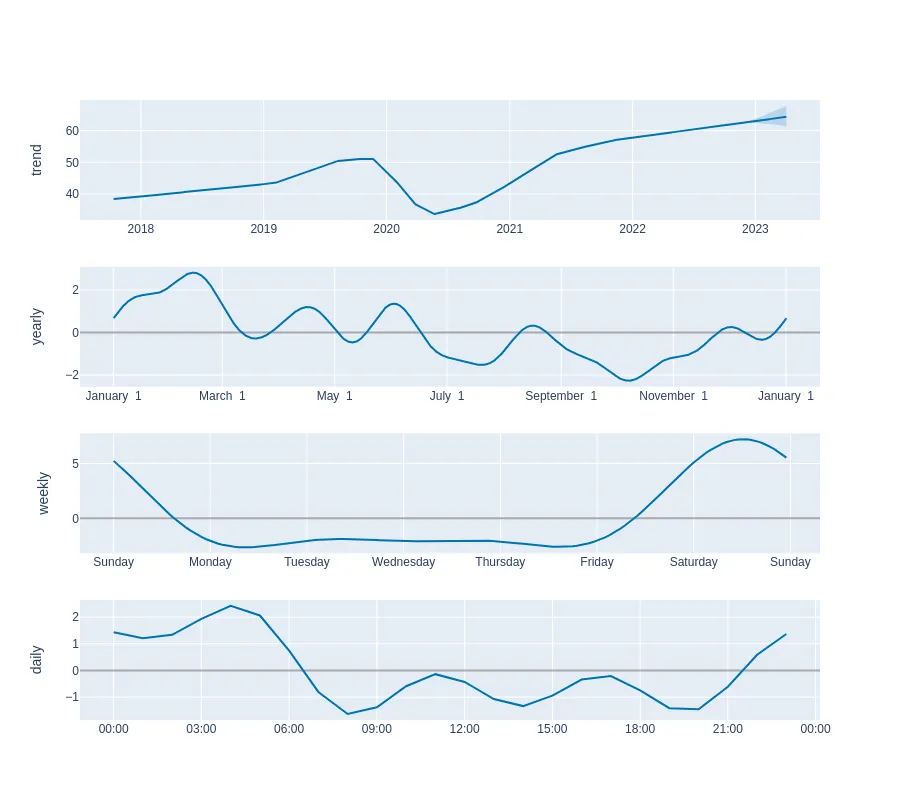 trend
60
50
40
2018 2019 2020 2021 2022 2023
yearly
2
0
−2
January 1 March 1 May 1 July 1 September 1 November 1 January 1
weekly
5
0
Sunday Monday Tuesday Wednesday Thursday Friday Saturday Sunday
daily
2
1
0
−1
00:00 03:00 06:00 09:00 12:00 15:00 18:00 21:00 00:00